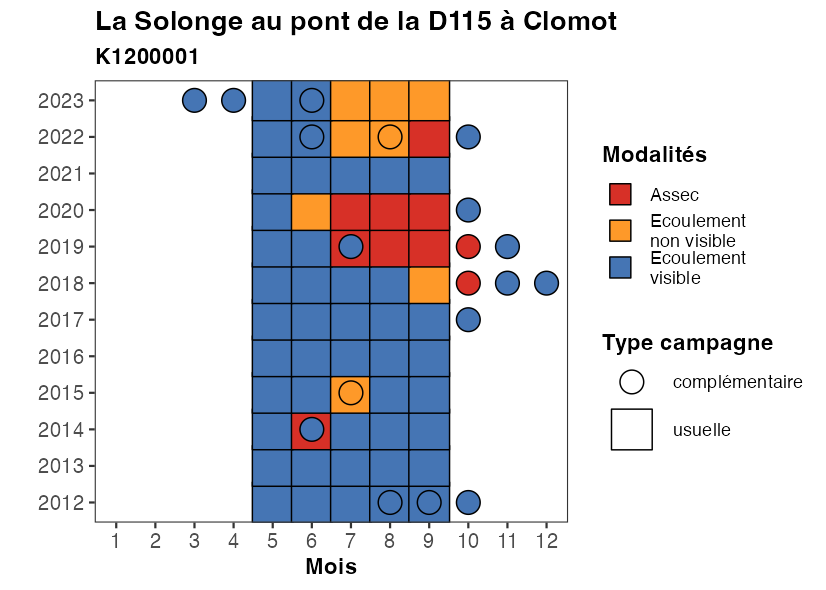 La Solonge au pont de la D115 à Clomot
K1200001
2023
2022
2021
2020
2019
2018
2017
2016
2015
2014
2013
2012
1 2 3 4 5 6 7 8 9 10 11 12
Mois
Modalités
Assec
Ecoulement
non visible
Ecoulement
visible
Type campagne
complémentaire
usuelle